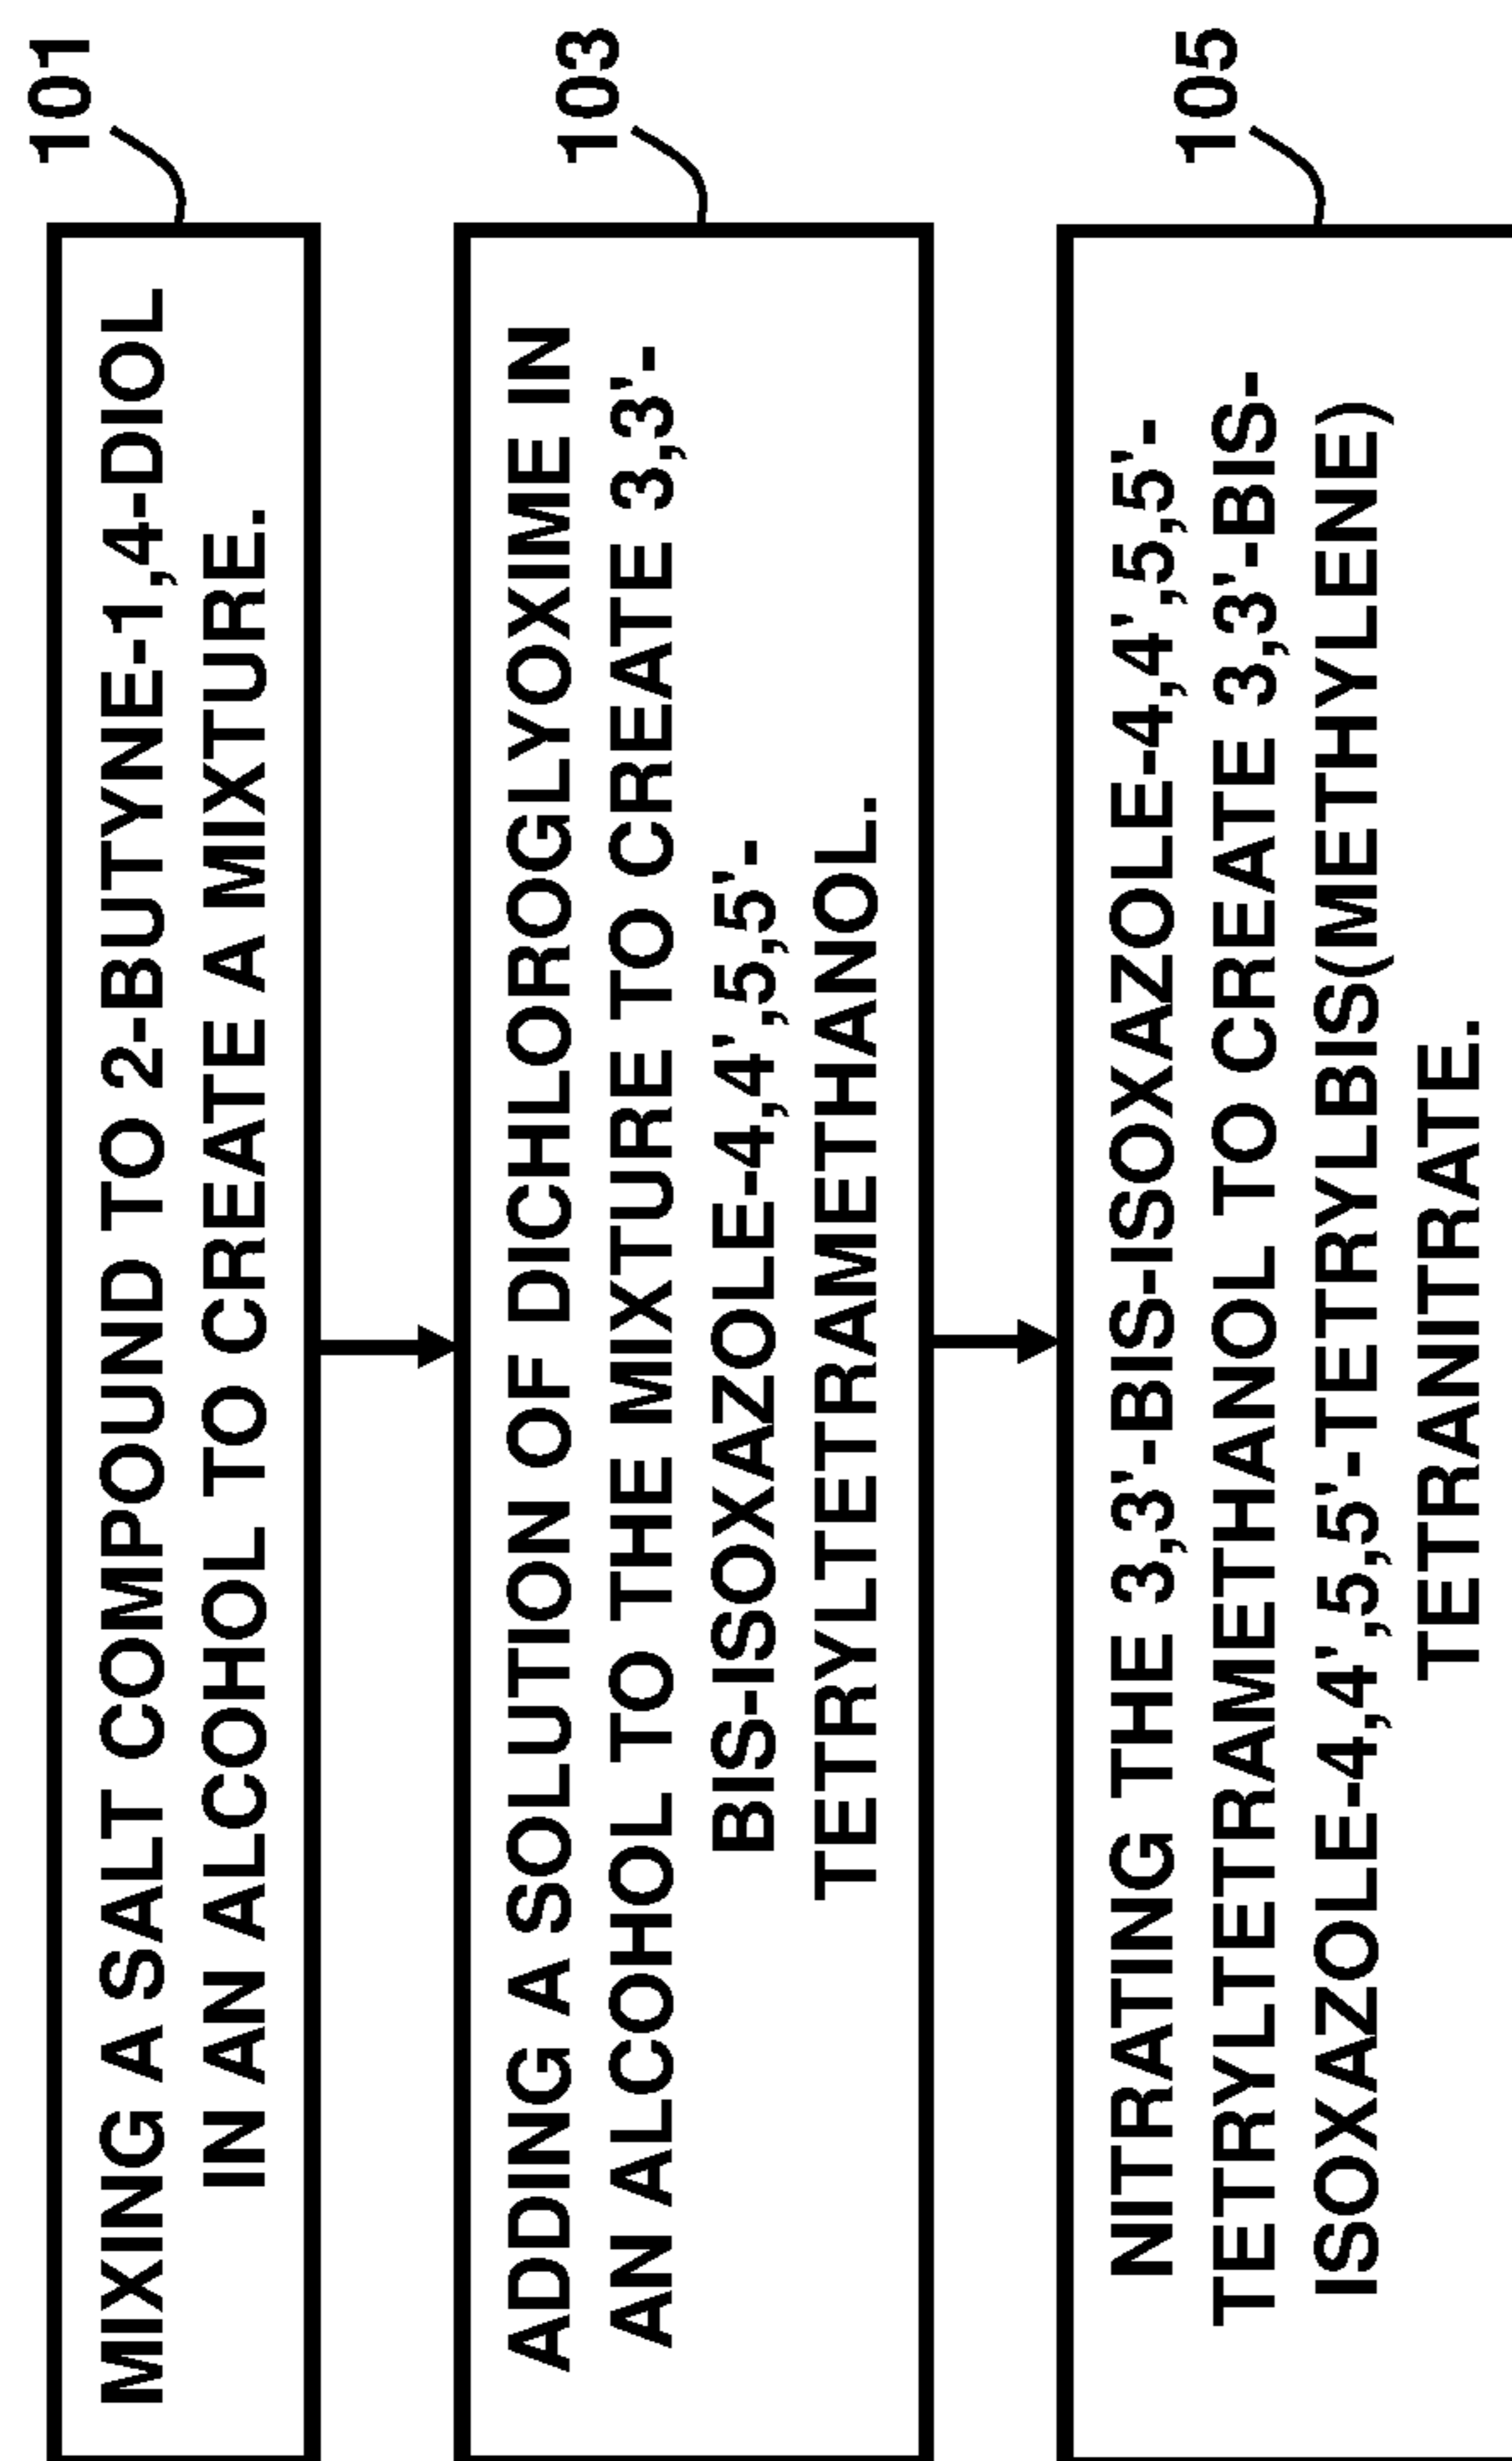 101
MIXING A SALT COMPOUND TO 2-BUTYNE-1,4-DIOL
IN AN ALCOHOL TO CREATE A MIXTURE.
103
ADDING A SOLUTION OF DICHLOROGLYOXIME IN
AN ALCOHOL TO THE MIXTURE TO CREATE 3,3'-
BIS-ISOXAZOLE-4,4',5,5'-
TETRYLTETRAMETHANOL.
105
NITRATING THE 3,3'-BIS-ISOXAZOLE-4,4',5,5'-
TETRYLTETRAMETHANOL TO CREATE 3,3'-BIS-
ISOXAZOLE-4,4',5,5'-TETRYLBIS(METHYLENE)
TETANITRATE.